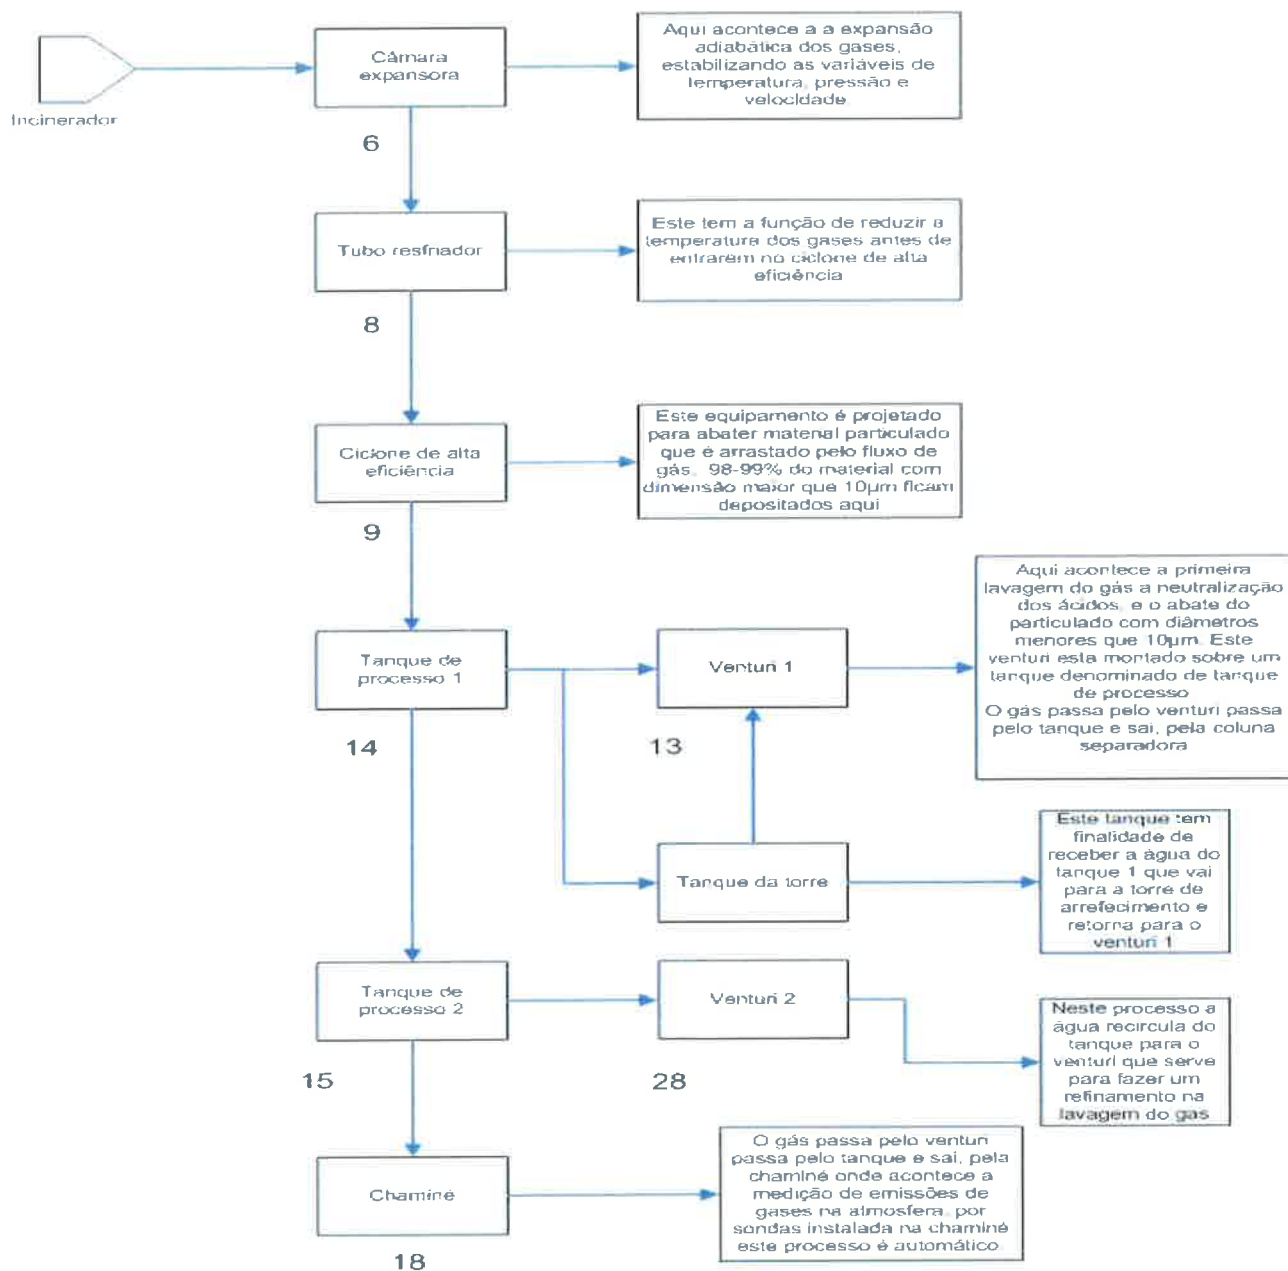 Incinerador
Câmara
expansora
6
Aqui acontece a a expansão
adiabática dos gases,
estabilizando as variáveis de
temperatura, pressão e
velocidade
Tubo resfriador
8
Este tem a função de reduzir a
temperatura dos gases antes de
entrarem no ciclone de alta
eficiência
Ciclone de alta
eficiência
9
Este equipamento é projetado
para abater material particulado
que é arrastado pelo fluxo de
gás, 98-99% do material com
dimensão maior que 10µm ficam
depositados aqui
Tanque de
processo 1
14
Venturi 1
13
Aqui acontece a primeira
lavagem do gás a neutralização
dos ácidos, e o abate do
particulado com diâmetros
menores que 10µm. Este
venturi esta montado sobre um
tanque denominado de tanque
de processo
O gás passa pelo venturi passa
pelo tanque e sai, pela coluna
separadora
Tanque da torre
Este tanque tem
finalidade de
receber a água do
tanque 1 que vai
para a torre de
arrefecimento e
retorna para o
venturi 1
Tanque de
processo 2
15
Venturi 2
28
Neste processo a
água recircula do
tanque para o
venturi que serve
para fazer um
refinamento na
lavagem do gas
Chaminé
18
O gás passa pelo venturi
passa pelo tanque e sai, pela
chaminé onde acontece a
medição de emissões de
gases na atmosfera, por
sondas instalada na chaminé
este processo é automático